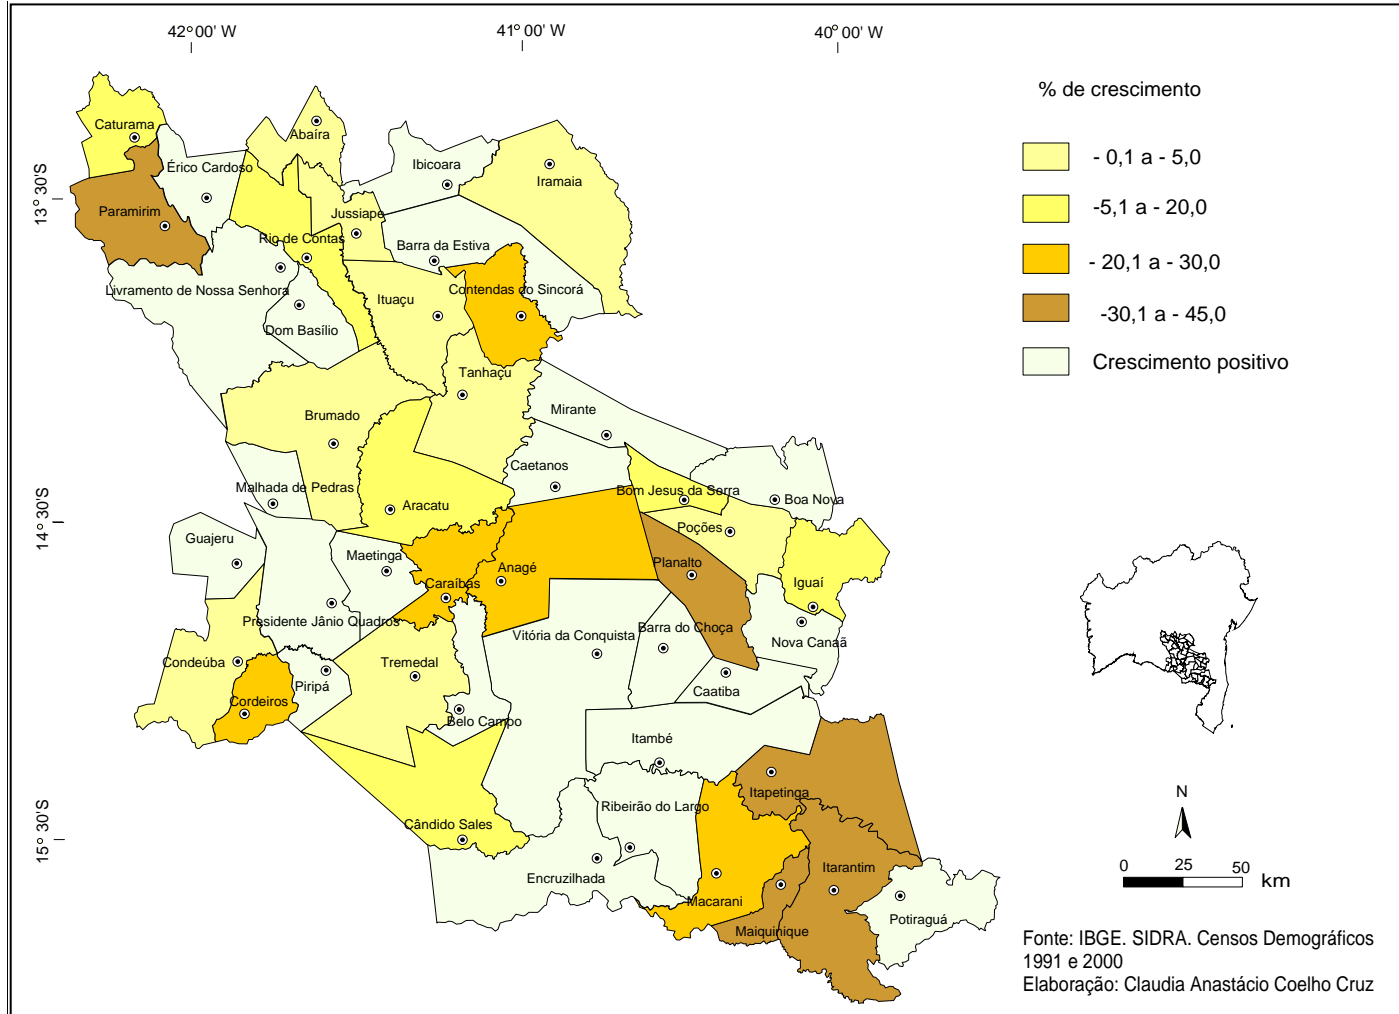 42° 00' W
41° 00' W
40° 00' W
13° 30'S
14° 30'S
15° 30'S
Caturama
Abaíra
Érico Cardoso
Ibicoara
Iramaia
Paramirim
Jussiape
Rio de Contas
Barra da Estiva
Livramento de Nossa Senhora
Ituaçu
Contendas do Sincorá
Dom Basílio
Tanhaçu
Brumado
Mirante
Caetanos
Malhada de Pedras
Aracatu
Bom Jesus da Serra
Boa Nova
Poções
Guajeru
Maetinga
Caraíbas
Anagé
Planalto
Iguaí
Presidente Jânio Quadros
Vitória da Conquista
Barra do Choça
Nova Canaã
Condeúba
Tremedal
Piripá
Caatiba
Cordeiros
Belo Campo
Itambé
Itapetinga
Ribeirão do Largo
Cândido Sales
Encruzilhada
Itarantim
Macarani
Maiquinique
Potiraguá
% de crescimento
- 0,1 a - 5,0
-5,1 a - 20,0
- 20,1 a - 30,0
-30,1 a - 45,0
Crescimento positivo
N
0 25 50 km
Fonte: IBGE. SIDRA. Censos Demográficos
1991 e 2000
Elaboração: Claudia Anastácio Coelho Cruz